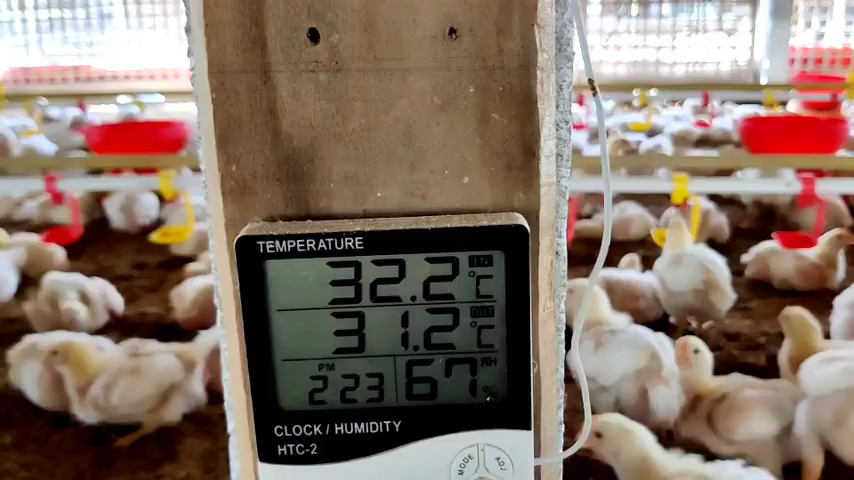 TEMPERATURE
32.2 IN °C
31.2 OUT °C
PM 2 23 67 RH %
CLOCK / HUMIDITY
HTC-2
MODE ADJ